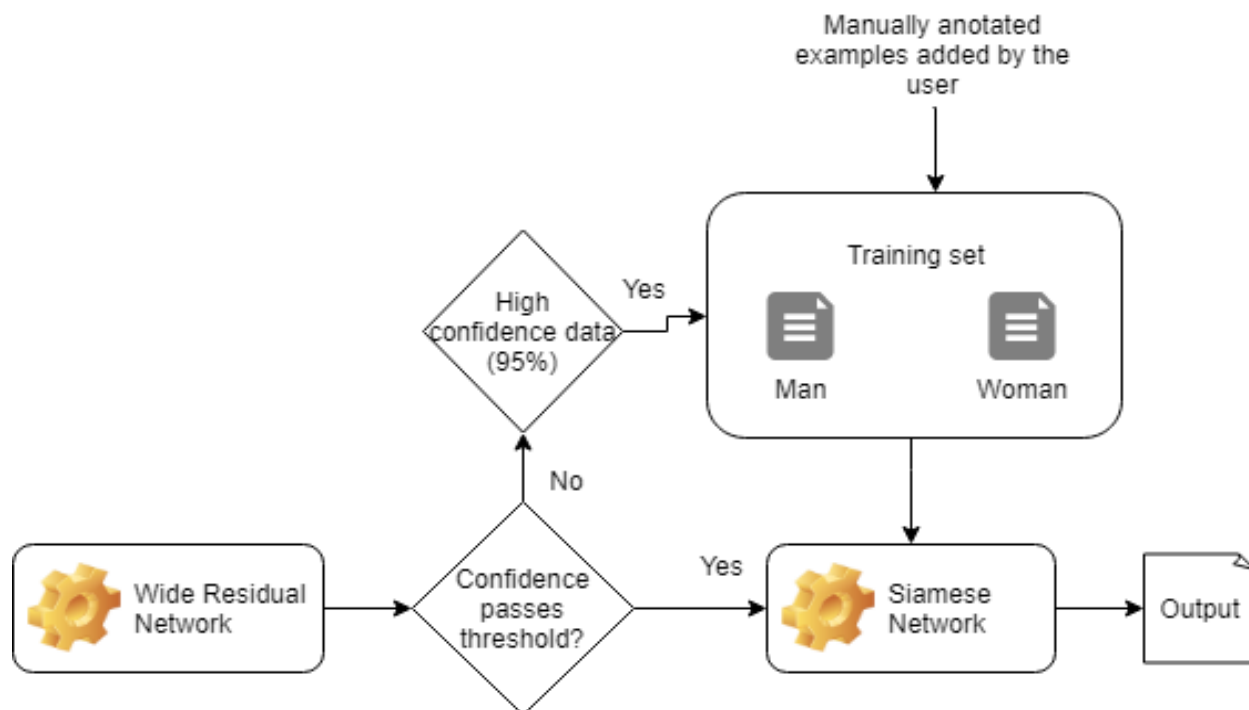 Manually anotated
examples added by the
user
Training set
Man
Woman
High
confidence data
(95%)
Yes
No
Wide Residual
Network
Confidence
passes
threshold?
Yes
Siamese
Network
Output